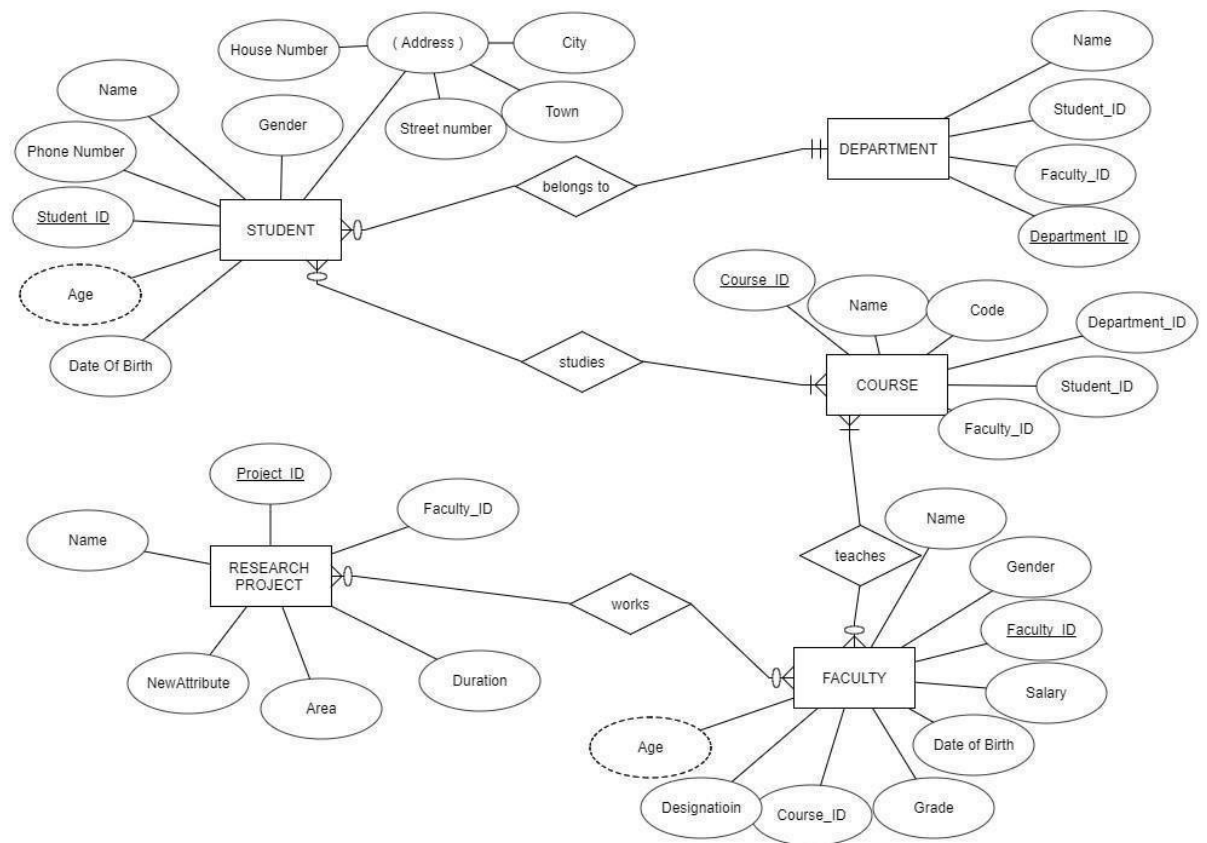 House Number
( Address )
City
Name
Name
Gender
Street number
Town
Student_ID
Phone Number
DEPARTMENT
belongs to
Faculty_ID
Student_ID
STUDENT
Department_ID
Age
Course_ID
Name
Code
Department_ID
Date Of Birth
studies
COURSE
Student_ID
Faculty_ID
Project_ID
Faculty_ID
Name
Name
RESEARCH
PROJECT
teaches
Gender
works
Faculty_ID
NewAttribute
Area
Duration
FACULTY
Salary
Age
Date of Birth
Designatioin
Course_ID
Grade